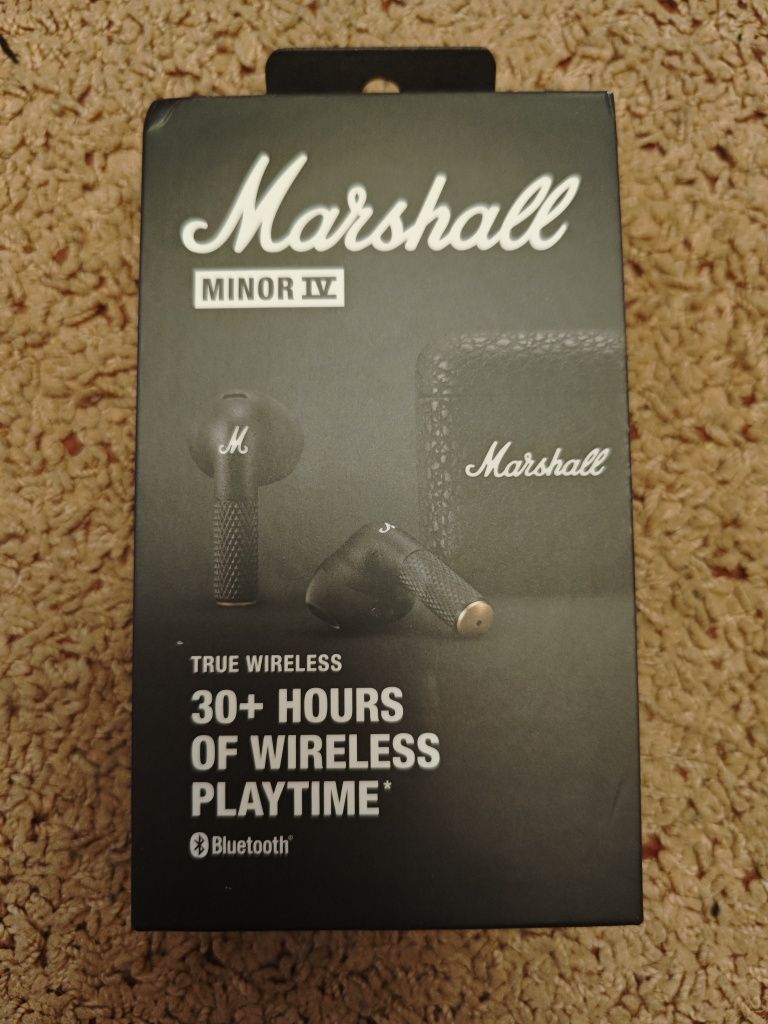 Marshall
MINOR IV
M
Marshall
TRUE WIRELESS
30+ HOURS
OF WIRELESS
PLAYTIME*
Bluetooth®